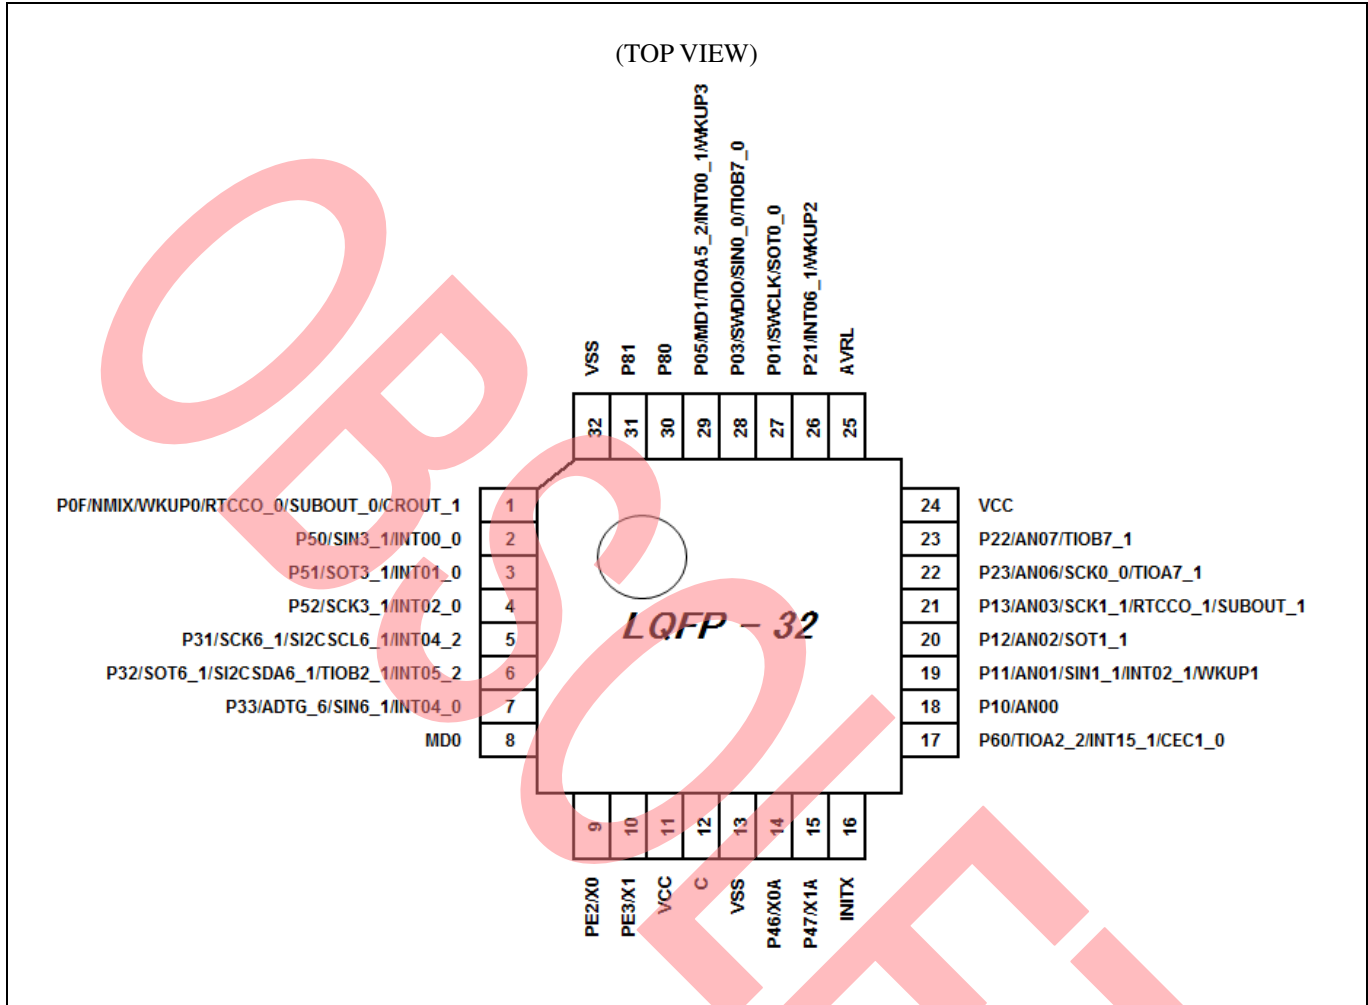 (TOP VIEW)
VSS
P81
P80
P05/MD1/TIOA5_2/INT00_1/WKUP3
P03/SWDIO/SIN0_0/TIOB7_0
P01/SWCLK/SOT0_0
P21/INT06_1/WKUP2
AVRL
32 31 30 29 28 27 26 25
P0F/NMIX/WKUP0/RTCCO_0/SUBOUT_0/CROUT_1 1
P50/SIN3_1/INT00_0 2
P51/SOT3_1/INT01_0 3
P52/SCK3_1/INT02_0 4
P31/SCK6_1/SI2CSCL6_1/INT04_2 5
P32/SOT6_1/SI2CSDA6_1/TIOB2_1/INT05_2 6
P33/ADTG_6/SIN6_1/INT04_0 7
MD0 8
LQFP - 32
24 VCC
23 P22/AN07/TIOB7_1
22 P23/AN06/SCK0_0/TIOA7_1
21 P13/AN03/SCK1_1/RTCCO_1/SUBOUT_1
20 P12/AN02/SOT1_1
19 P11/AN01/SIN1_1/INT02_1/WKUP1
18 P10/AN00
17 P60/TIOA2_2/INT15_1/CEC1_0
9 10 11 12 13 14 15 16
PE2/X0
PE3/X1
VCC
C
VSS
P46/X0A
P47/X1A
INITX